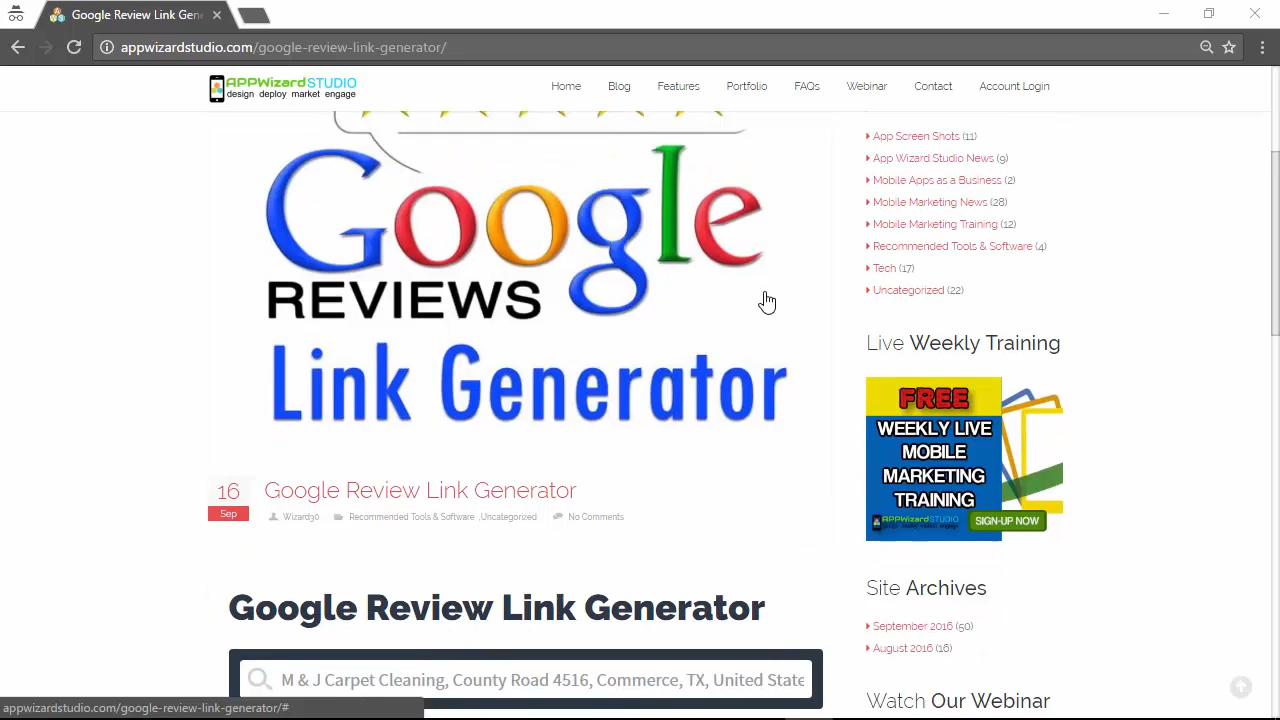 Google Review Link Gen
appwizardstudio.com/google-review-link-generator/
APPWizardSTUDIO
design deploy market engage
Home Blog Features Portfolio FAQs Webinar Contact Account Login
Google
REVIEWS
Link Generator
16
Sep
Google Review Link Generator
Wizard30 Recommended Tools & Software ,Uncategorized No Comments
Google Review Link Generator
M & J Carpet Cleaning, County Road 4516, Commerce, TX, United State
App Screen Shots (11)
App Wizard Studio News (9)
Mobile Apps as a Business (2)
Mobile Marketing News (28)
Mobile Marketing Training (12)
Recommended Tools & Software (4)
Tech (17)
Uncategorized (22)
Live Weekly Training
FREE
WEEKLY LIVE
MOBILE
MARKETING
TRAINING
APPWizardSTUDIO
SIGN-UP NOW
Site Archives
September 2016 (50)
August 2016 (16)
Watch Our Webinar
appwizardstudio.com/google-review-link-generator/#